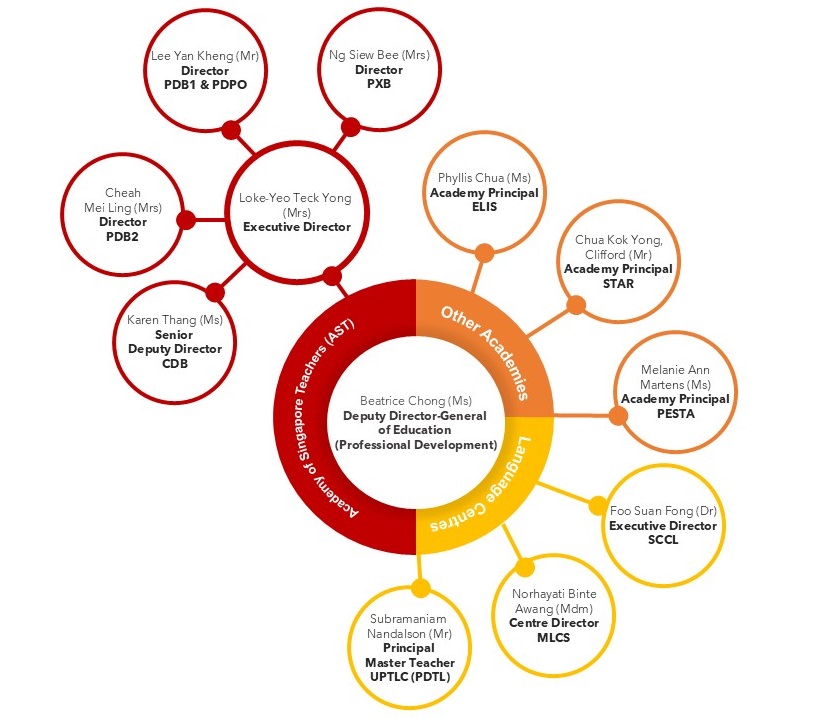 Lee Yan Kheng (Mr)
Director
PDB1 & PDPO
Ng Siew Bee (Mrs)
Director
PXB
Cheah
Mei Ling (Mrs)
Director
PDB2
Loke-Yeo Teck Yong
(Mrs)
Executive Director
Karen Thang (Ms)
Senior
Deputy Director
CDB
Phyllis Chua (Ms)
Academy Principal
ELIS
Chua Kok Yong,
Clifford (Mr)
Academy Principal
STAR
Melanie Ann
Martens (Ms)
Academy Principal
PESTA
Academy of Singapore Teachers (AST)
Other Academies
Language Centres
Beatrice Chong (Ms)
Deputy Director-General
of Education
(Professional Development)
Foo Suan Fong (Dr)
Executive Director
SCCL
Norhayati Binte
Awang (Mdm)
Centre Director
MLCS
Subramaniam
Nandalson (Mr)
Principal
Master Teacher
UPTLC (PDTL)